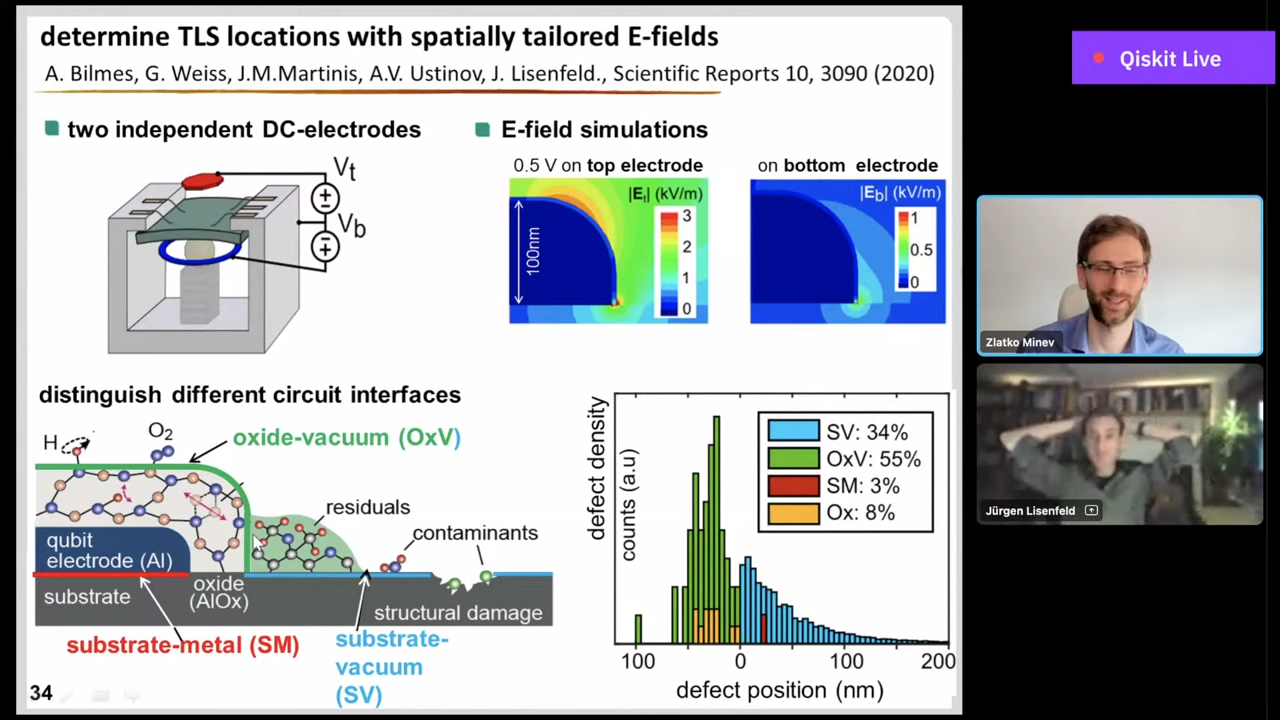 determine TLS locations with spatially tailored E-fields
A. Bilmes, G. Weiss, J.M.Martinis, A.V. Ustinov, J. Lisenfeld., Scientific Reports 10, 3090 (2020)
Qiskit Live
two independent DC-electrodes
Vt
Vb
E-field simulations
0.5 V on top electrode
|Et| (kV/m)
3
2
1
0
100nm
on bottom electrode
|Eb| (kV/m)
1
0.5
0
distinguish different circuit interfaces
H
O2
oxide-vacuum (OxV)
residuals
contaminants
qubit
electrode (Al)
substrate
oxide
(AlOx)
structural damage
substrate-metal (SM)
substrate-
vacuum
(SV)
defect density
counts (a.u)
SV: 34%
OxV: 55%
SM: 3%
Ox: 8%
100 0 100 200
defect position (nm)
34
Zlatko Minev
Jürgen Lisenfeld